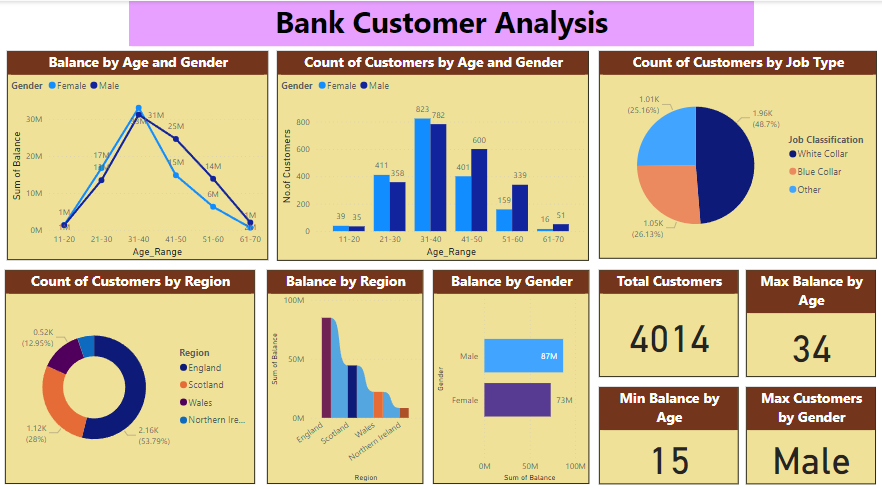 Bank Customer Analysis
Balance by Age and Gender
Gender Female Male
30M
20M
10M
0M
Sum of Balance
1M
17M
31M
25M
15M
14M
6M
1M
11-20 21-30 31-40 41-50 51-60 61-70
Age_Range
Count of Customers by Age and Gender
Gender Female Male
800
600
400
200
0
No.of Customers
39 35
411 358
823 782
401 600
159 339
16 51
11-20 21-30 31-40 41-50 51-60 61-70
Age_Range
Count of Customers by Job Type
1.01K
(25.16%)
1.96K
(48.7%)
1.05K
(26.13%)
Job Classification
White Collar
Blue Collar
Other
Count of Customers by Region
0.52K
(12.95%)
1.12K
(28%)
2.16K
(53.79%)
Region
England
Scotland
Wales
Northern Ire...
Balance by Region
100M
50M
0M
Sum of Balance
England
Scotland
Wales
Northern Ireland
Region
Balance by Gender
Gender
Male
87M
Female
73M
0M 50M 100M
Sum of Balance
Total Customers
4014
Max Balance by
Age
34
Min Balance by
Age
15
Max Customers
by Gender
Male